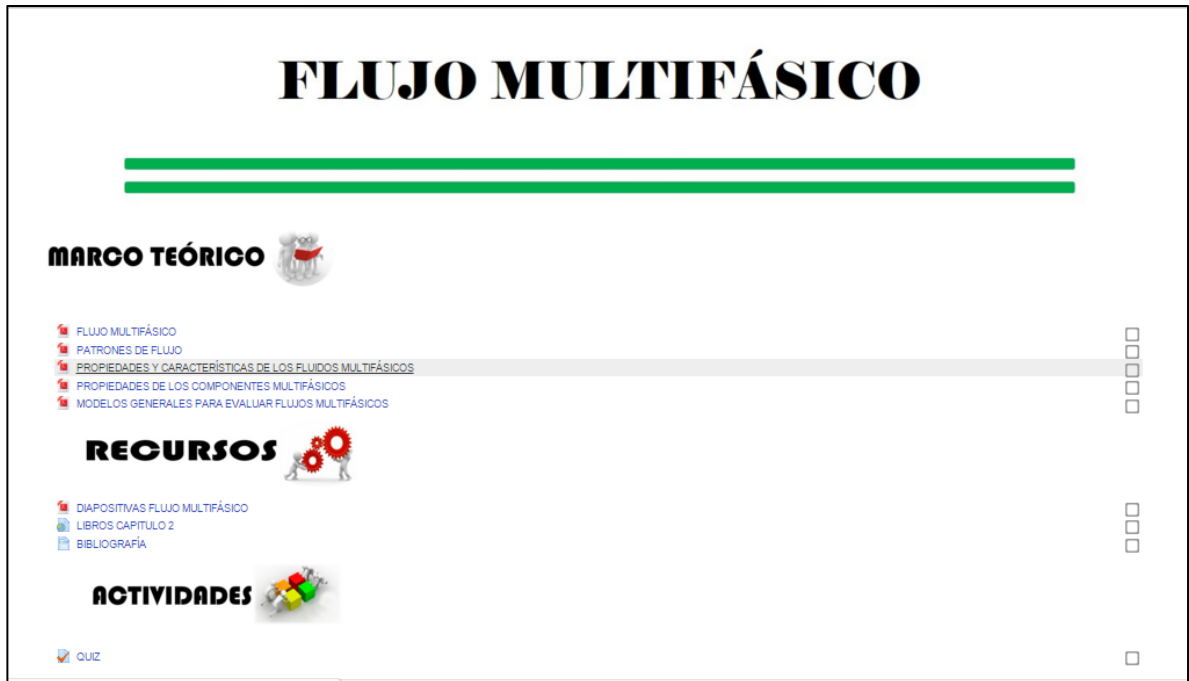 FLUJO MULTIFÁSICO
MARCO TEÓRICO
FLUJO MULTIFÁSICO
PATRONES DE FLUJO
PROPIEDADES Y CARACTERÍSTICAS DE LOS FLUIDOS MULTIFÁSICOS
PROPIEDADES DE LOS COMPONENTES MULTIFÁSICOS
MODELOS GENERALES PARA EVALUAR FLUJOS MULTIFÁSICOS
RECURSOS
DIAPOSITIVAS FLUJO MULTIFÁSICO
LIBROS CAPITULO 2
BIBLIOGRAFÍA
ACTIVIDADES
QUIZ